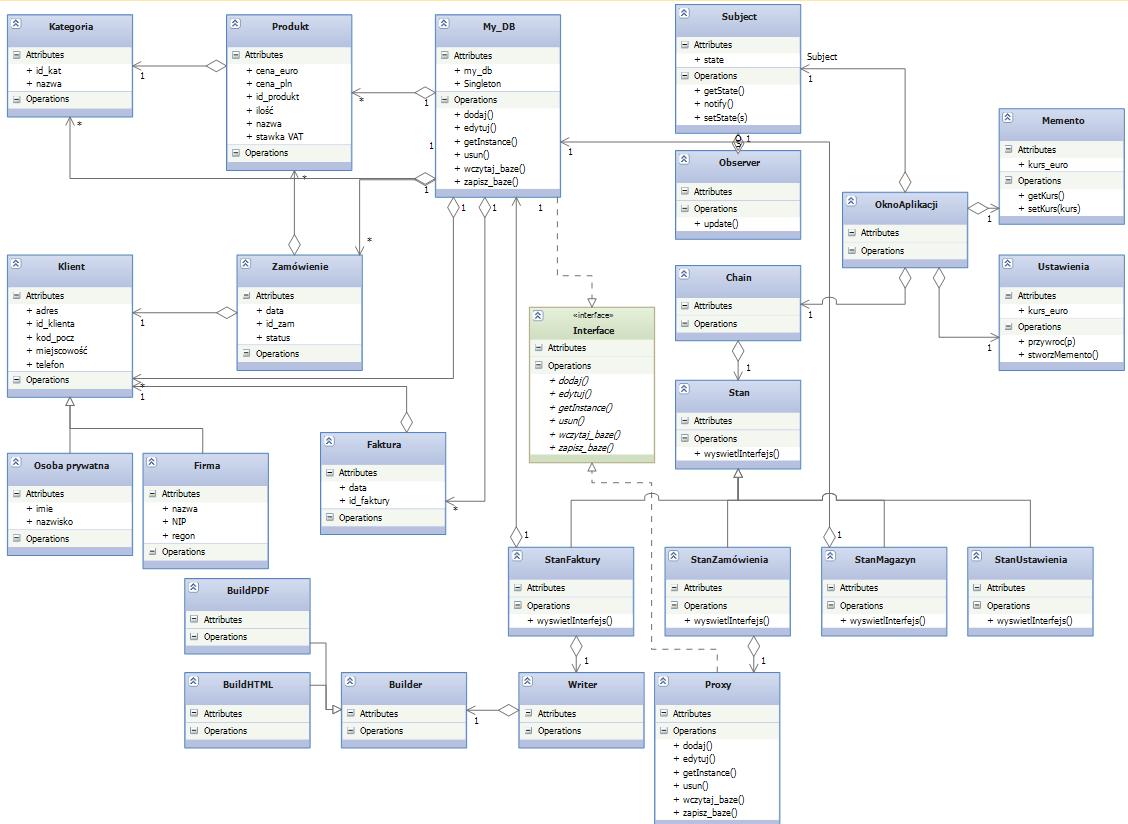 Kategoria
Attributes
+ id_kat
+ nazwa
Operations
Produkt
Attributes
+ cena_euro
+ cena_pln
+ id_produkt
+ ilość
+ nazwa
+ stawka VAT
Operations
My_DB
Attributes
+ my_db
+ Singleton
Operations
+ dodaj()
+ edytuj()
+ getInstance()
+ usun()
+ wczytaj_baze()
+ zapisz_baze()
Subject
Attributes
+ state
Operations
+ getState()
+ notify()
+ setState(s)
Subject
1
1
*
1
*
1
1
*
1
1
Observer
Attributes
Operations
+ update()
Memento
Attributes
+ kurs_euro
Operations
+ getKurs()
+ setKurs(kurs)
OknoAplikacji
Attributes
Operations
1
1
1
1
*
Klient
Attributes
+ adres
+ id_klienta
+ kod_pocz
+ miejscowość
+ telefon
Operations
Zamówienie
Attributes
+ data
+ id_zam
+ status
Operations
1
*
1
Chain
Attributes
Operations
1
Ustawienia
Attributes
+ kurs_euro
Operations
+ przywroc(p)
+ stworzMemento()
1
«interface»
Interface
Attributes
Operations
+ dodaj()
+ edytuj()
+ getInstance()
+ usun()
+ wczytaj_baze()
+ zapisz_baze()
1
Stan
Attributes
Operations
+ wyswietlInterfejs()
Osoba prywatna
Attributes
+ imie
+ nazwisko
Operations
Firma
Attributes
+ nazwa
+ NIP
+ regon
Operations
Faktura
Attributes
+ data
+ id_faktury
Operations
*
1
1
StanFaktury
Attributes
Operations
+ wyswietlInterfejs()
StanZamówienia
Attributes
Operations
+ wyswietlInterfejs()
StanMagazyn
Attributes
Operations
+ wyswietlInterfejs()
StanUstawienia
Attributes
Operations
+ wyswietlInterfejs()
BuildPDF
Attributes
Operations
1
1
BuildHTML
Attributes
Operations
Builder
Attributes
Operations
1
Writer
Attributes
Operations
Proxy
Attributes
Operations
+ dodaj()
+ edytuj()
+ getInstance()
+ usun()
+ wczytaj_baze()
+ zapisz_baze()